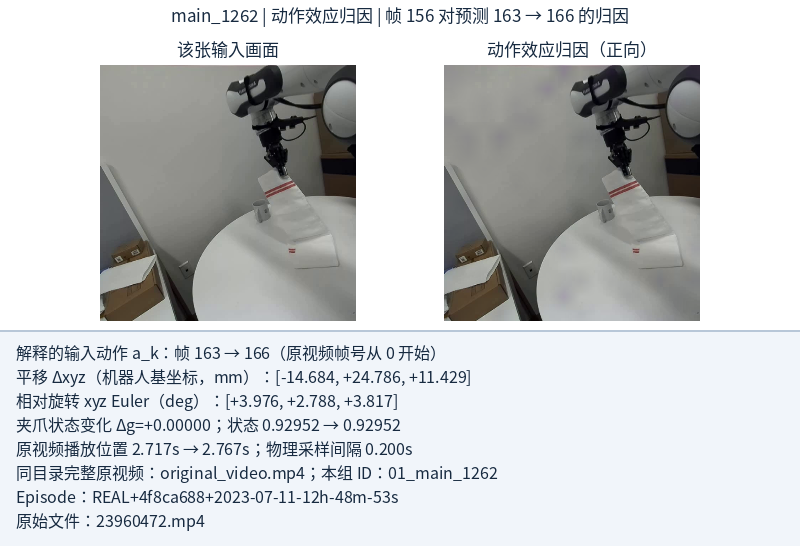 main_1262 | 动作效应归因 | 帧 156 对预测 163 → 166 的归因
该张输入画面
动作效应归因（正向）
解释的输入动作 a_k：帧 163 → 166（原视频帧号从 0 开始）
平移 Δxyz（机器人基坐标，mm）：[-14.684, +24.786, +11.429]
相对旋转 xyz Euler（deg）：[+3.976, +2.788, +3.817]
夹爪状态变化 Δg=+0.00000；状态 0.92952 → 0.92952
原视频播放位置 2.717s → 2.767s；物理采样间隔 0.200s
同目录完整原视频：original_video.mp4；本组 ID：01_main_1262
Episode：REAL+4f8ca688+2023-07-11-12h-48m-53s
原始文件：23960472.mp4